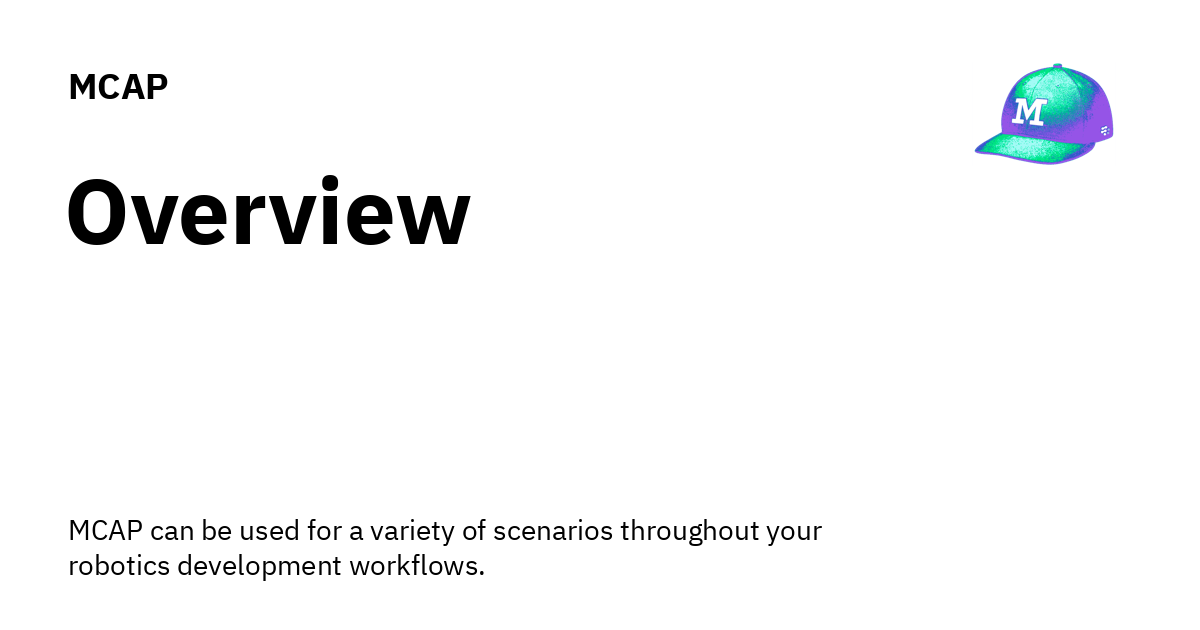 MCAP
M
Overview
MCAP can be used for a variety of scenarios throughout your
robotics development workflows.